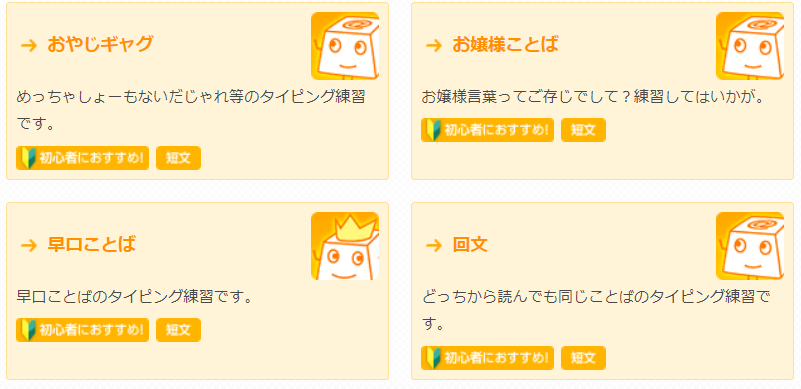 おやじギャグ
めっちゃしょーもないだじゃれ等のタイピング練習
です。
初心者におすすめ! 短文
お嬢様ことば
お嬢様言葉ってご存じでして?練習してはいかが。
初心者におすすめ! 短文
早口ことば
早口ことばのタイピング練習です。
初心者におすすめ! 短文
回文
どっちから読んでも同じことばのタイピング練習で
す。
初心者におすすめ! 短文